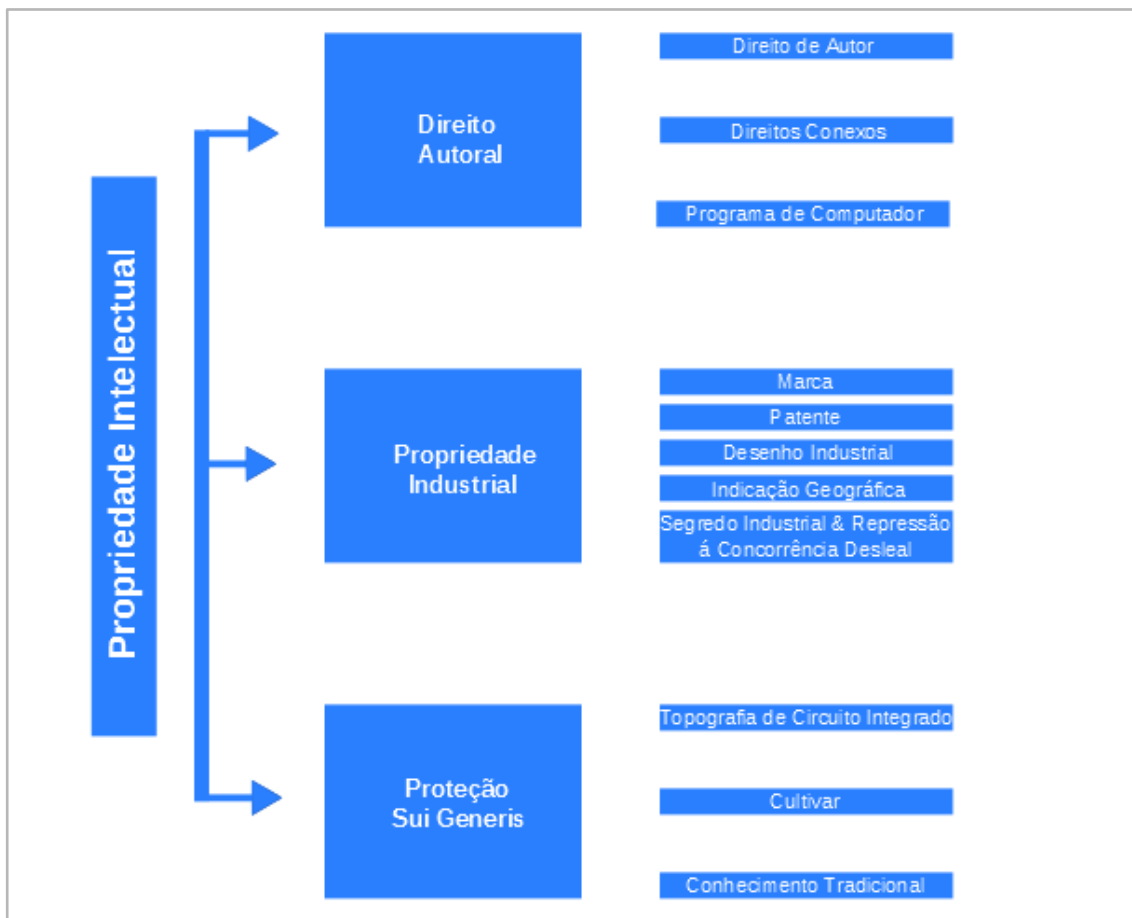 Propriedade Intelectual
Direito
Autoral
Direito de Autor
Direitos Conexos
Programa de Computador
Propriedade
Industrial
Marca
Patente
Desenho Industrial
Indicação Geográfica
Segredo Industrial & Repressão
á Concorrência Desleal
Proteção
Sui Generis
Topografia de Circuito Integrado
Cultivar
Conhecimento Tradicional